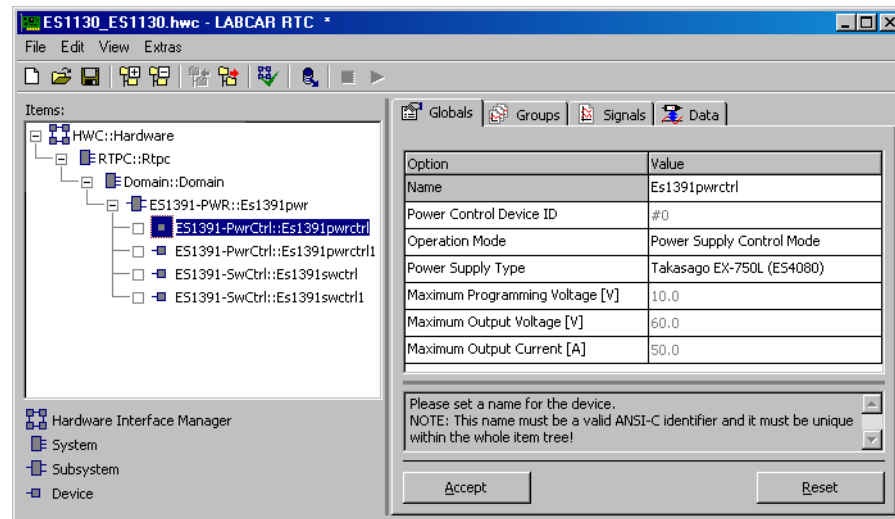 ES1130_ES1130.hwc - LABCAR RTC *
File Edit View Extras
Items:
HWC::Hardware
RTPC::Rtpc
Domain::Domain
ES1391-PWR::Es1391pwr
ES1391-PwrCtrl::Es1391pwrctrl
ES1391-PwrCtrl::Es1391pwrctrl1
ES1391-SwCtrl::Es1391swctrl
ES1391-SwCtrl::Es1391swctrl1
Hardware Interface Manager
System
Subsystem
Device
Globals Groups Signals Data
Option Value
Name Es1391pwrctrl
Power Control Device ID #0
Operation Mode Power Supply Control Mode
Power Supply Type Takasago EX-750L (ES4080)
Maximum Programming Voltage [V] 10.0
Maximum Output Voltage [V] 60.0
Maximum Output Current [A] 50.0
Please set a name for the device.
NOTE: This name must be a valid ANSI-C identifier and it must be unique
within the whole item tree!
Accept Reset